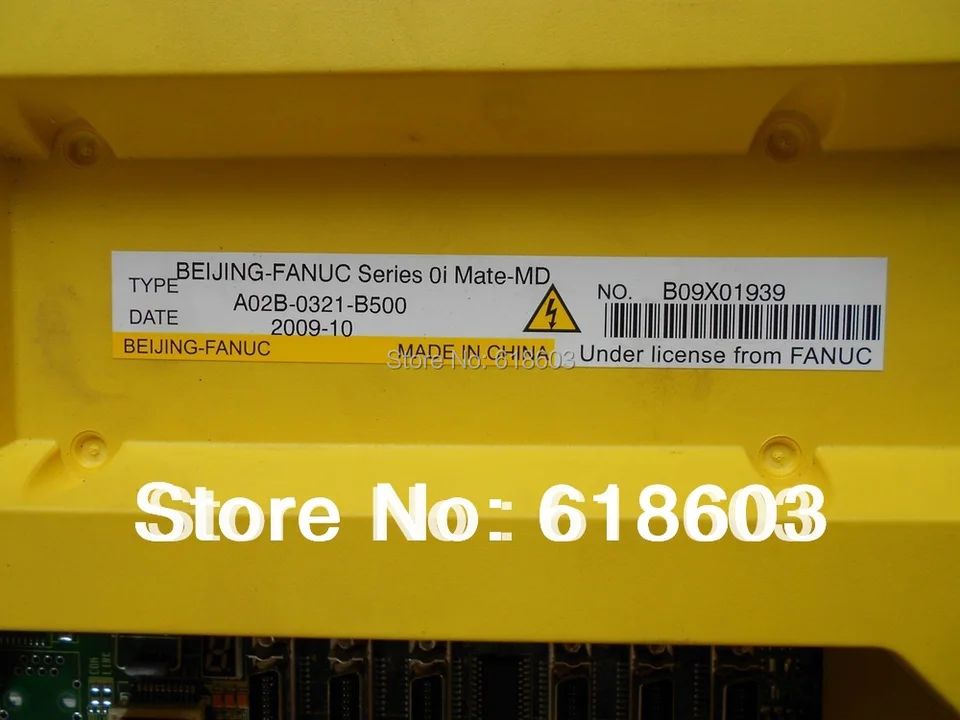 BEIJING-FANUC Series 0i Mate-MD
TYPE
A02B-0321-B500
DATE
2009-10
NO. B09X01939
BEIJING-FANUC MADE IN CHINA
Under license from FANUC
Store No: 618603
Store No: 618603